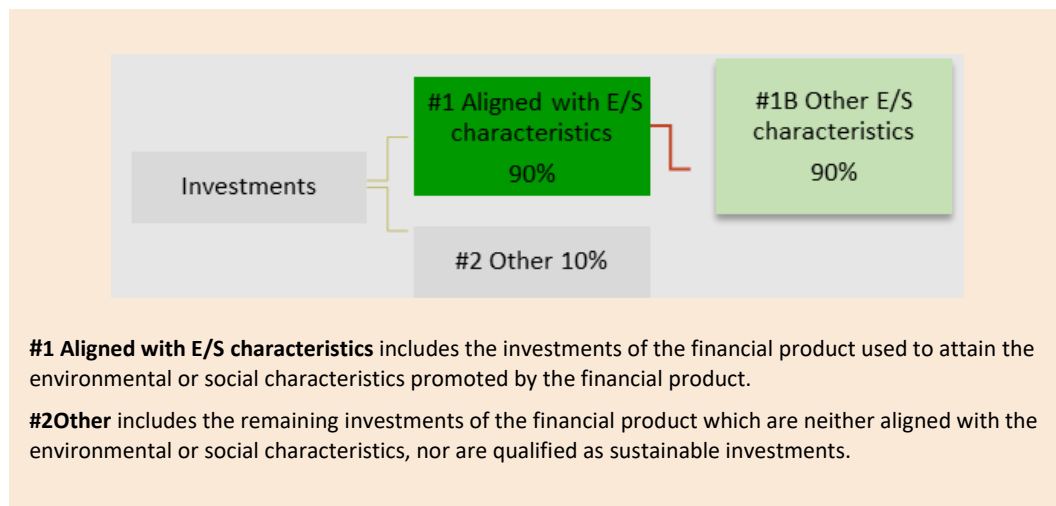 #1 Aligned with E/S
characteristics
90%
#1B Other E/S
characteristics
90%
Investments
#2 Other 10%
#1 Aligned with E/S characteristics includes the investments of the financial product used to attain the
environmental or social characteristics promoted by the financial product.
#2Other includes the remaining investments of the financial product which are neither aligned with the
environmental or social characteristics, nor are qualified as sustainable investments.